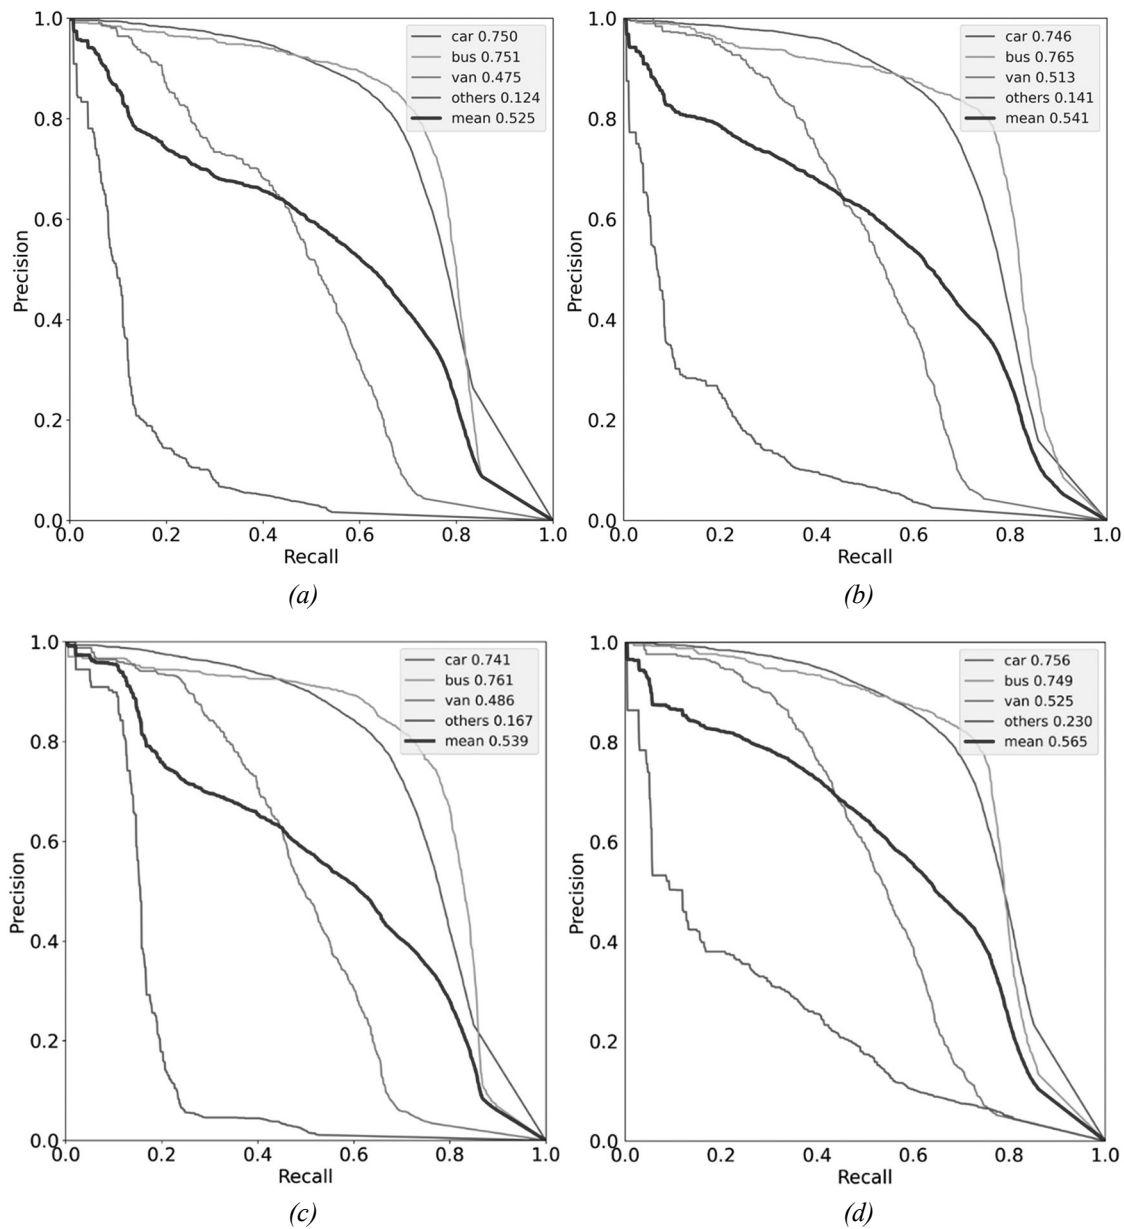 1.0
0.8
0.6
0.4
0.2
0.0
Precision
0.0 0.2 0.4 0.6 0.8 1.0
Recall
car 0.750
bus 0.751
van 0.475
others 0.124
mean 0.525
(a)
1.0
0.8
0.6
0.4
0.2
0.0
Precision
0.0 0.2 0.4 0.6 0.8 1.0
Recall
car 0.746
bus 0.765
van 0.513
others 0.141
mean 0.541
(b)
1.0
0.8
0.6
0.4
0.2
0.0
Precision
0.0 0.2 0.4 0.6 0.8 1.0
Recall
car 0.741
bus 0.761
van 0.486
others 0.167
mean 0.539
(c)
1.0
0.8
0.6
0.4
0.2
0.0
Precision
0.0 0.2 0.4 0.6 0.8 1.0
Recall
car 0.756
bus 0.749
van 0.525
others 0.230
mean 0.565
(d)